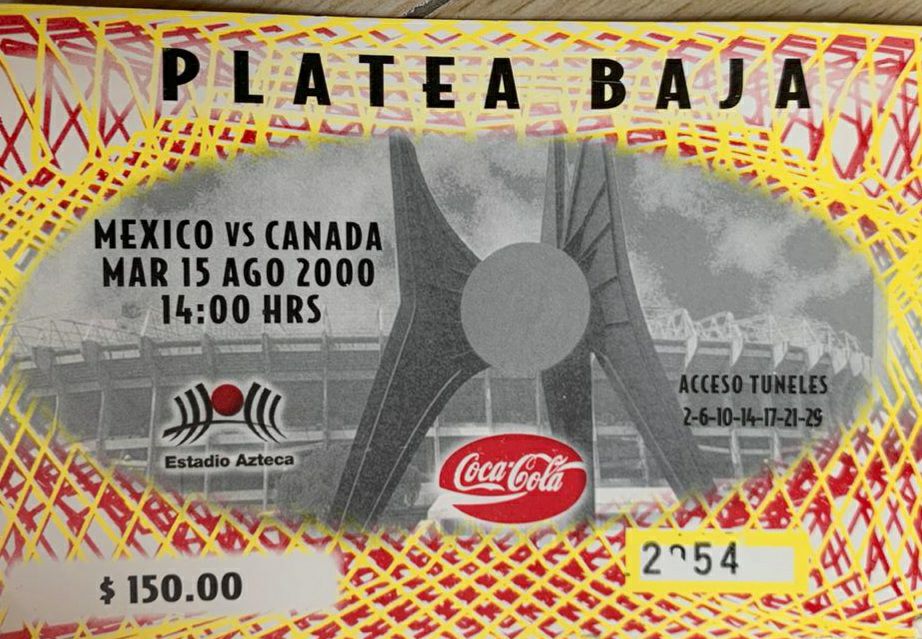 PLATEA BAJA
MEXICO VS CANADA
MAR 15 AGO 2000
14:00 HRS
ACCESO TUNELES
2-6-10-14-17-21-29
Estadio Azteca
Coca-Cola
$ 150.00